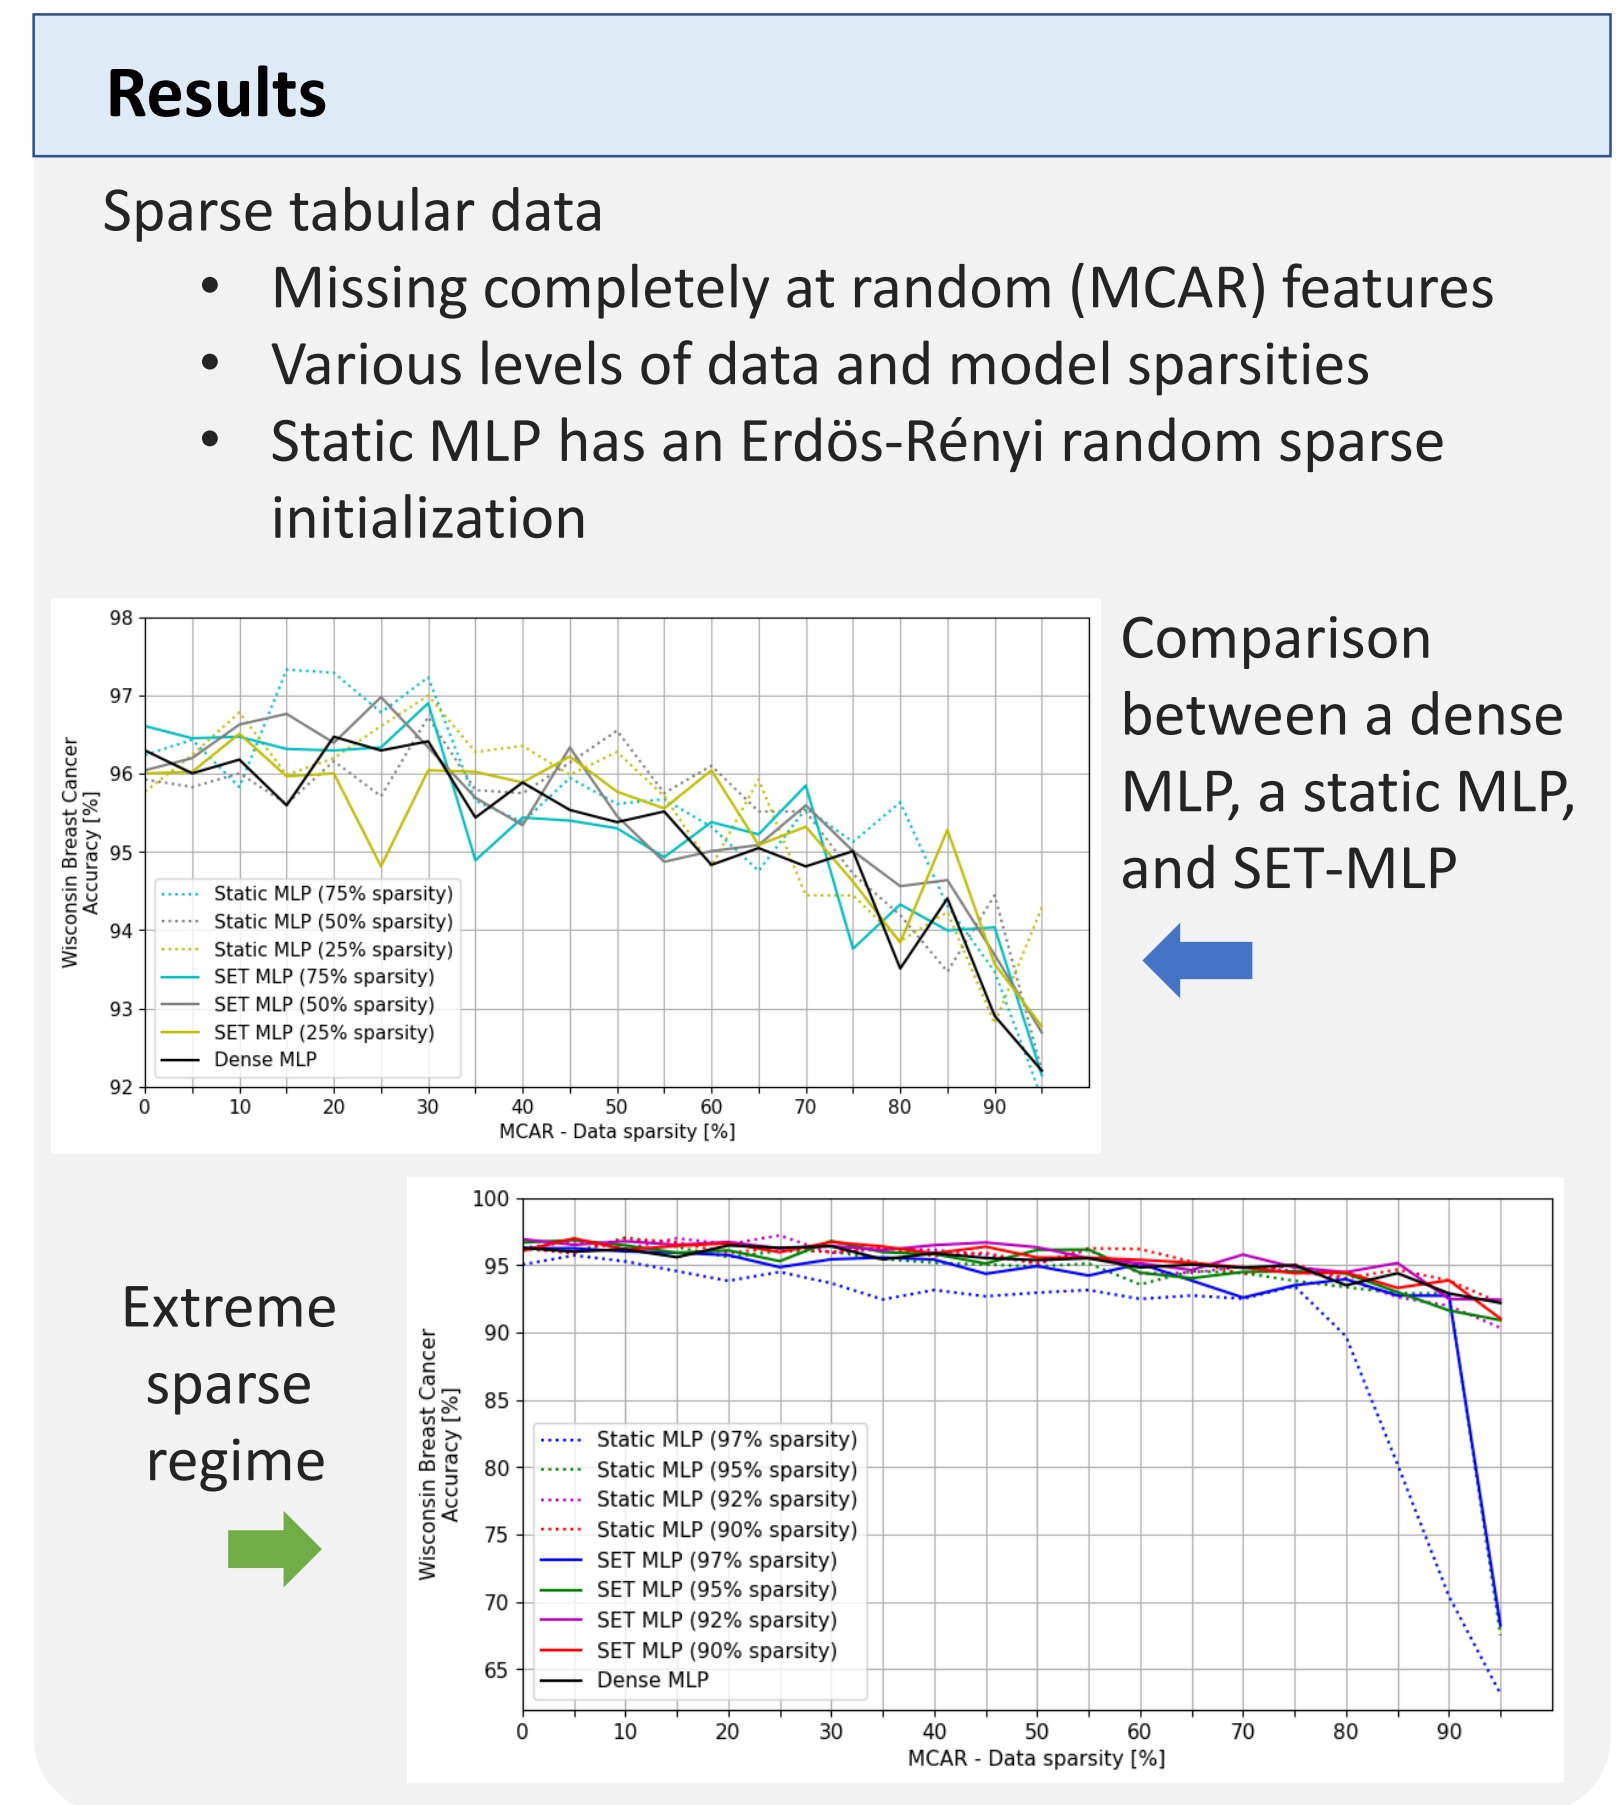 Results
Sparse tabular data
• Missing completely at random (MCAR) features
• Various levels of data and model sparsities
• Static MLP has an Erdös-Rényi random sparse
initialization
98
97
96
95
94
93
92
Wisconsin Breast Cancer
Accuracy [%]
Static MLP (75% sparsity)
Static MLP (50% sparsity)
Static MLP (25% sparsity)
SET MLP (75% sparsity)
SET MLP (50% sparsity)
SET MLP (25% sparsity)
Dense MLP
0 10 20 30 40 50 60 70 80 90
MCAR - Data sparsity [%]
Comparison
between a dense
MLP, a static MLP,
and SET-MLP
Extreme
sparse
regime
100
95
90
85
80
75
70
65
Wisconsin Breast Cancer
Accuracy [%]
Static MLP (97% sparsity)
Static MLP (95% sparsity)
Static MLP (92% sparsity)
Static MLP (90% sparsity)
SET MLP (97% sparsity)
SET MLP (95% sparsity)
SET MLP (92% sparsity)
SET MLP (90% sparsity)
Dense MLP
0 10 20 30 40 50 60 70 80 90
MCAR - Data sparsity [%]